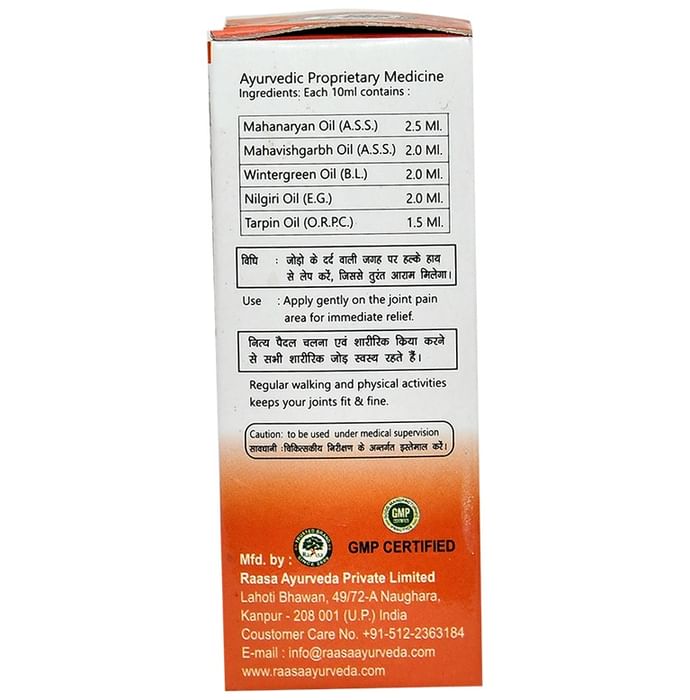 Ayurvedic Proprietary Medicine
Ingredients: Each 10ml contains :
Mahanaryan Oil (A.S.S.) 2.5 Ml.
Mahavishgarbh Oil (A.S.S.) 2.0 Ml.
Wintergreen Oil (B.L.) 2.0 Ml.
Nilgiri Oil (E.G.) 2.0 Ml.
Tarpin Oil (O.R.P.C.) 1.5 Ml.
विधि : जोड़ो के दर्द वाली जगह पर हल्के हाथ
से लेप करें, जिससे तुरंत आराम मिलेगा।
Use : Apply gently on the joint pain
area for immediate relief.
नित्य पैदल चलना एवं शारीरिक क्रिया करने
से सभी शारीरिक जोड़ स्वस्थ रहते हैं।
Regular walking and physical activities
keeps your joints fit & fine.
Caution: to be used under medical supervision
सावधानी :चिकित्सकीय निरीक्षण के अन्तर्गत इस्तेमाल करें।
GMP
CERTIFIED
GMP CERTIFIED
Mfd. by :
Raasa Ayurveda Private Limited
Lahoti Bhawan, 49/72-A Naughara,
Kanpur - 208 001 (U.P.) India
Coustomer Care No. +91-512-2363184
E-mail : info@raasaayurveda.com
www.raasaayurveda.com